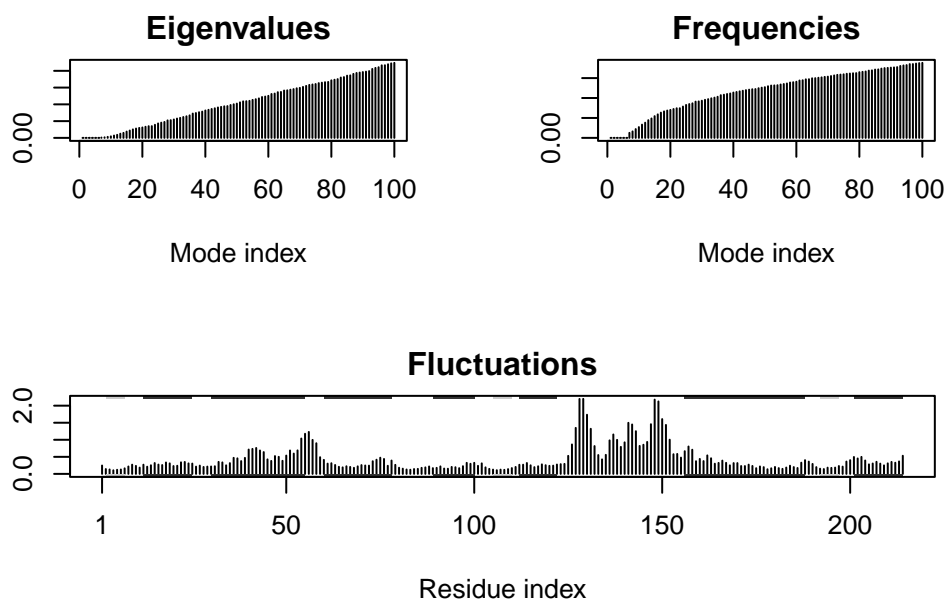 Eigenvalues
0.00
0 20 40 60 80 100
Mode index
Frequencies
0.00
0 20 40 60 80 100
Mode index
Fluctuations
2.0
0.0
1 50 100 150 200
Residue index